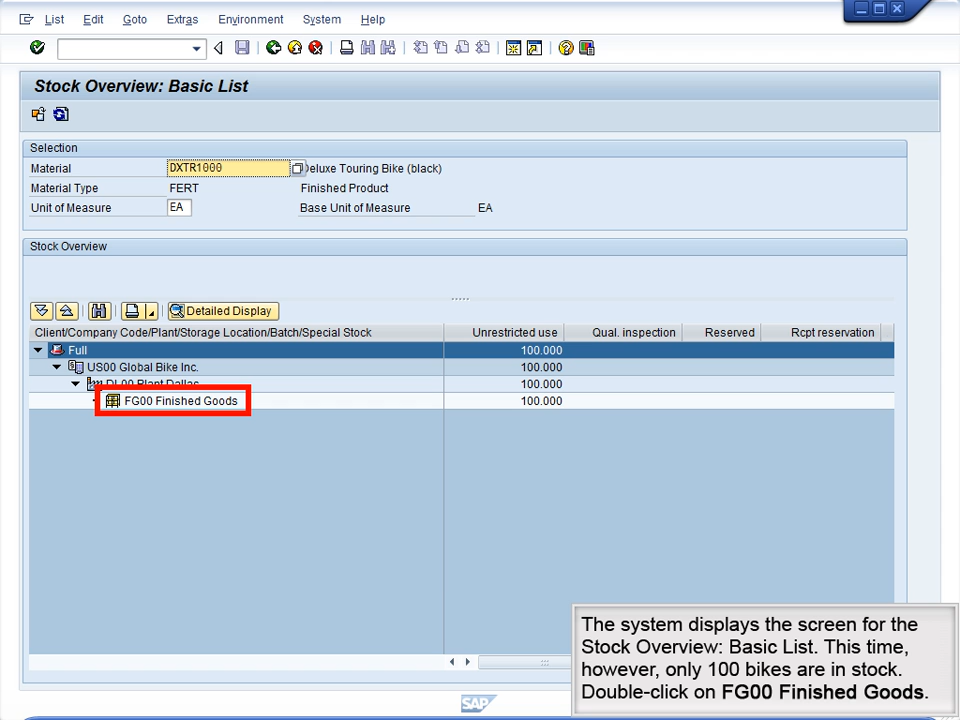 List Edit Goto Extras Environment System Help
Stock Overview: Basic List
Selection
Material DXTR1000 Deluxe Touring Bike (black)
Material Type FERT Finished Product
Unit of Measure EA Base Unit of Measure EA
Stock Overview
Detailed Display
Client/Company Code/Plant/Storage Location/Batch/Special Stock Unrestricted use Qual. inspection Reserved Rcpt reservation
Full 100.000
US00 Global Bike Inc. 100.000
DL00 Plant Dallas 100.000
FG00 Finished Goods 100.000
The system displays the screen for the
Stock Overview: Basic List. This time,
however, only 100 bikes are in stock.
Double-click on FG00 Finished Goods.
SAP